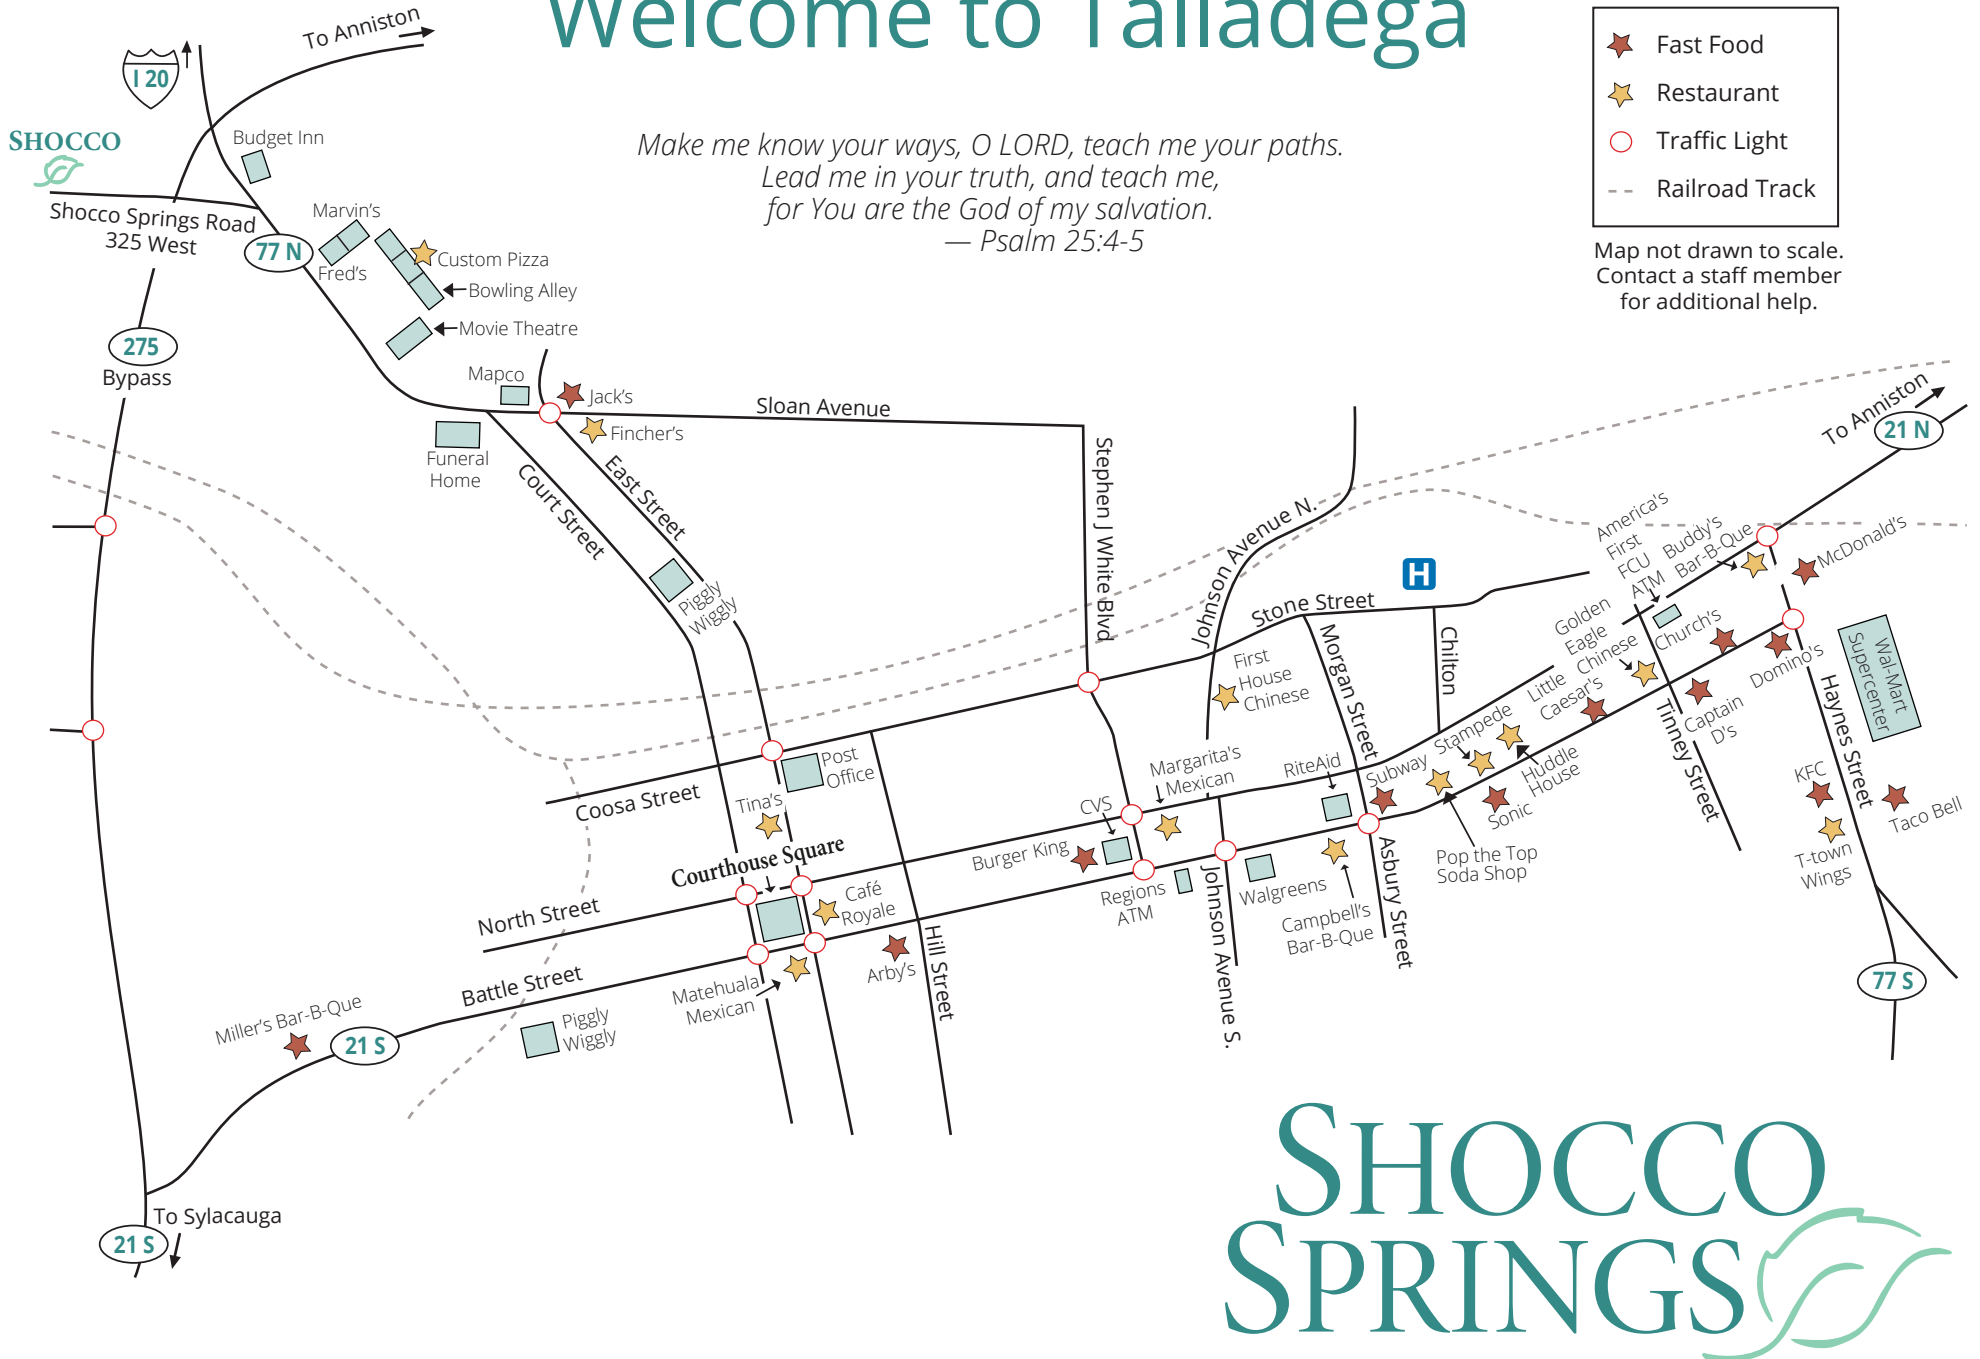 Welcome to Talladega
Make me know your ways, O LORD, teach me your paths.
Lead me in your truth, and teach me,
for You are the God of my salvation.
— Psalm 25:4-5
Fast Food
Restaurant
Traffic Light
Railroad Track
Map not drawn to scale.
Contact a staff member
for additional help.
To Anniston
I 20
SHOCCO
Budget Inn
Shocco Springs Road
325 West
77 N
Marvin's
Fred's
Custom Pizza
Bowling Alley
Movie Theatre
275
Bypass
Mapco
Jack's
Fincher's
Funeral
Home
Sloan Avenue
Court Street
East Street
Piggly
Wiggly
Stephen J White Blvd
Johnson Avenue N.
Stone Street
H
Morgan Street
Chilton
First
House
Chinese
To Anniston
21 N
America's
First
FCU
ATM
Buddy's
Bar-B-Que
McDonald's
Golden
Eagle
Chinese
Church's
Domino's
Wal-Mart
Supercenter
Little
Caesar's
Captain
D's
Tinney Street
Haynes Street
Stampede
Huddle
House
Subway
Sonic
Pop the Top
Soda Shop
KFC
Taco Bell
T-town
Wings
77 S
RiteAid
Margarita's
Mexican
CVS
Burger King
Regions
ATM
Walgreens
Campbell's
Bar-B-Que
Asbury Street
Johnson Avenue S.
Post
Office
Coosa Street
Tina's
Courthouse Square
Café
Royale
North Street
Battle Street
Matehuala
Mexican
Arby's
Hill Street
Piggly
Wiggly
Miller's Bar-B-Que
21 S
To Sylacauga
21 S
SHOCCO
SPRINGS